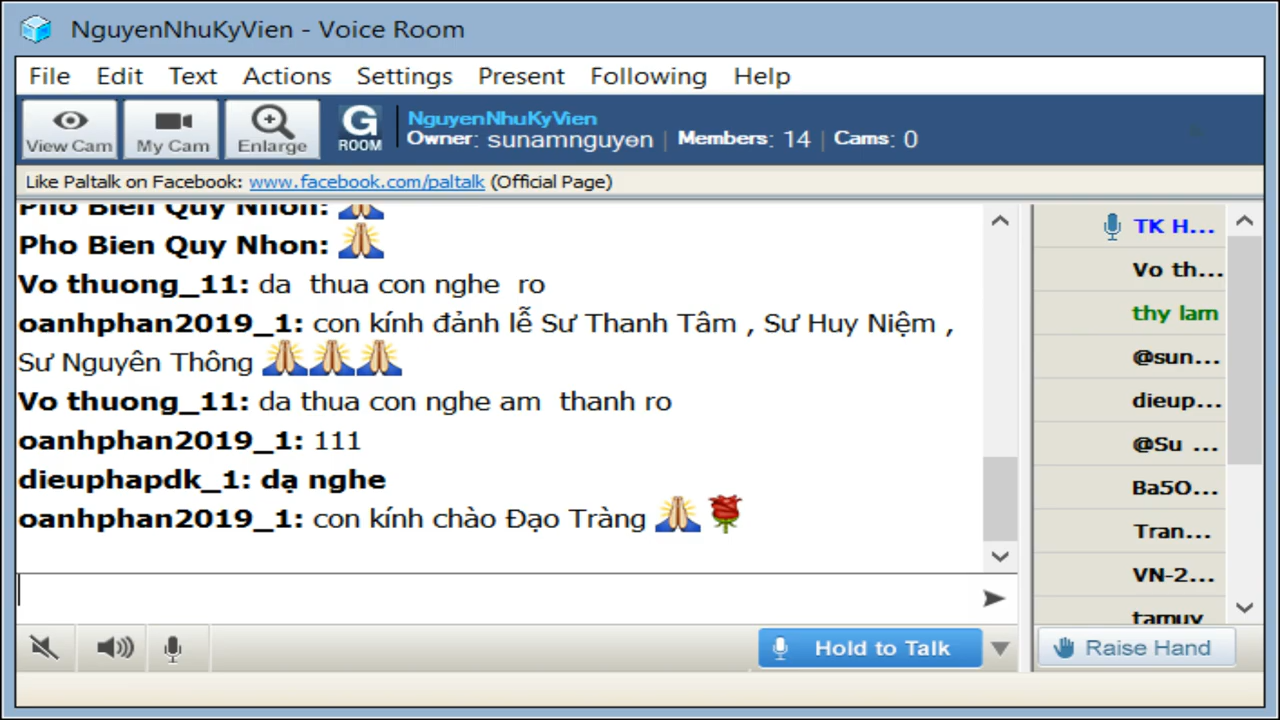 NguyenNhuKyVien - Voice Room
File Edit Text Actions Settings Present Following Help
View Cam My Cam Enlarge G ROOM
NguyenNhuKyVien
Owner: sunamnguyen | Members: 14 | Cams: 0
Like Paltalk on Facebook: www.facebook.com/paltalk (Official Page)
Pho Bien Quy Nhon: 🙏
Pho Bien Quy Nhon: 🙏
Vo thuong_11: da thua con nghe ro
oanhphan2019_1: con kính đảnh lễ Sư Thanh Tâm , Sư Huy Niệm ,
Sư Nguyên Thông 🙏🙏🙏
Vo thuong_11: da thua con nghe am thanh ro
oanhphan2019_1: 111
dieuphapdk_1: dạ nghe
oanhphan2019_1: con kính chào Đạo Tràng 🙏🌹
TK H...
Vo th...
thy lam
@sun...
dieup...
@Su ...
Ba5O...
Tran...
VN-2...
tamuy
Hold to Talk
Raise Hand